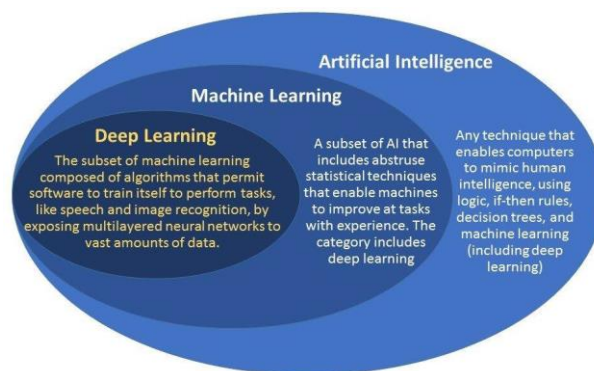 Artificial Intelligence
Machine Learning
Deep Learning
The subset of machine learning
composed of algorithms that permit
software to train itself to perform tasks,
like speech and image recognition, by
exposing multilayered neural networks to
vast amounts of data.
A subset of AI that
includes abstruse
statistical techniques
that enable machines
to improve at tasks
with experience. The
category includes
deep learning
Any technique that
enables computers
to mimic human
intelligence, using
logic, if-then rules,
decision trees, and
machine learning
(including deep
learning)